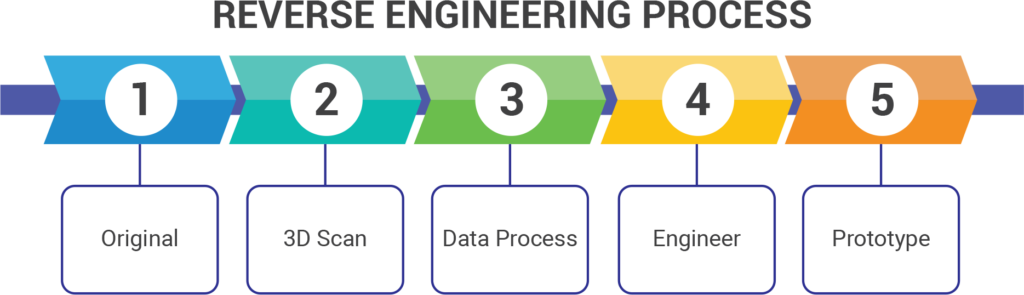 REVERSE ENGINEERING PROCESS
1
2
3
4
5
Original
3D Scan
Data Process
Engineer
Prototype